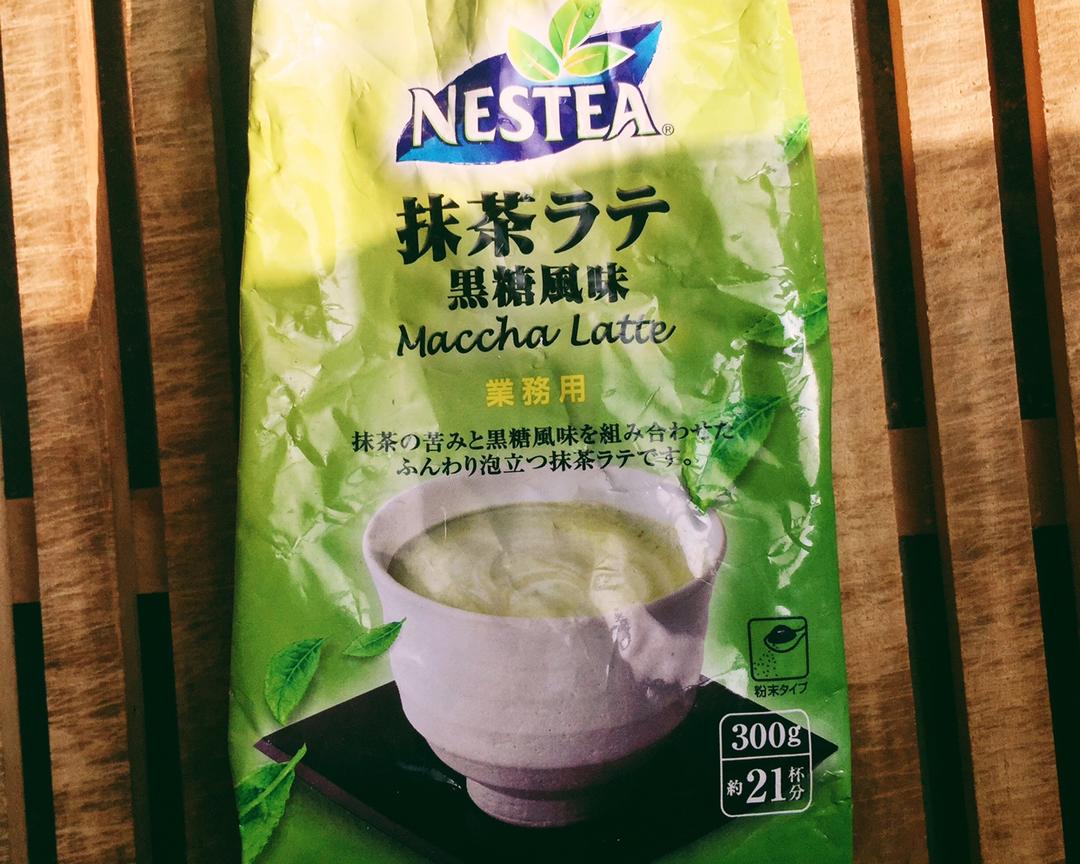 NESTEA®
抹茶ラテ
黒糖風味
Maccha Latte
業務用
抹茶の苦みと黒糖風味を組み合わせた
ふんわり泡立つ抹茶ラテです。
粉末タイプ
300g
約21杯分